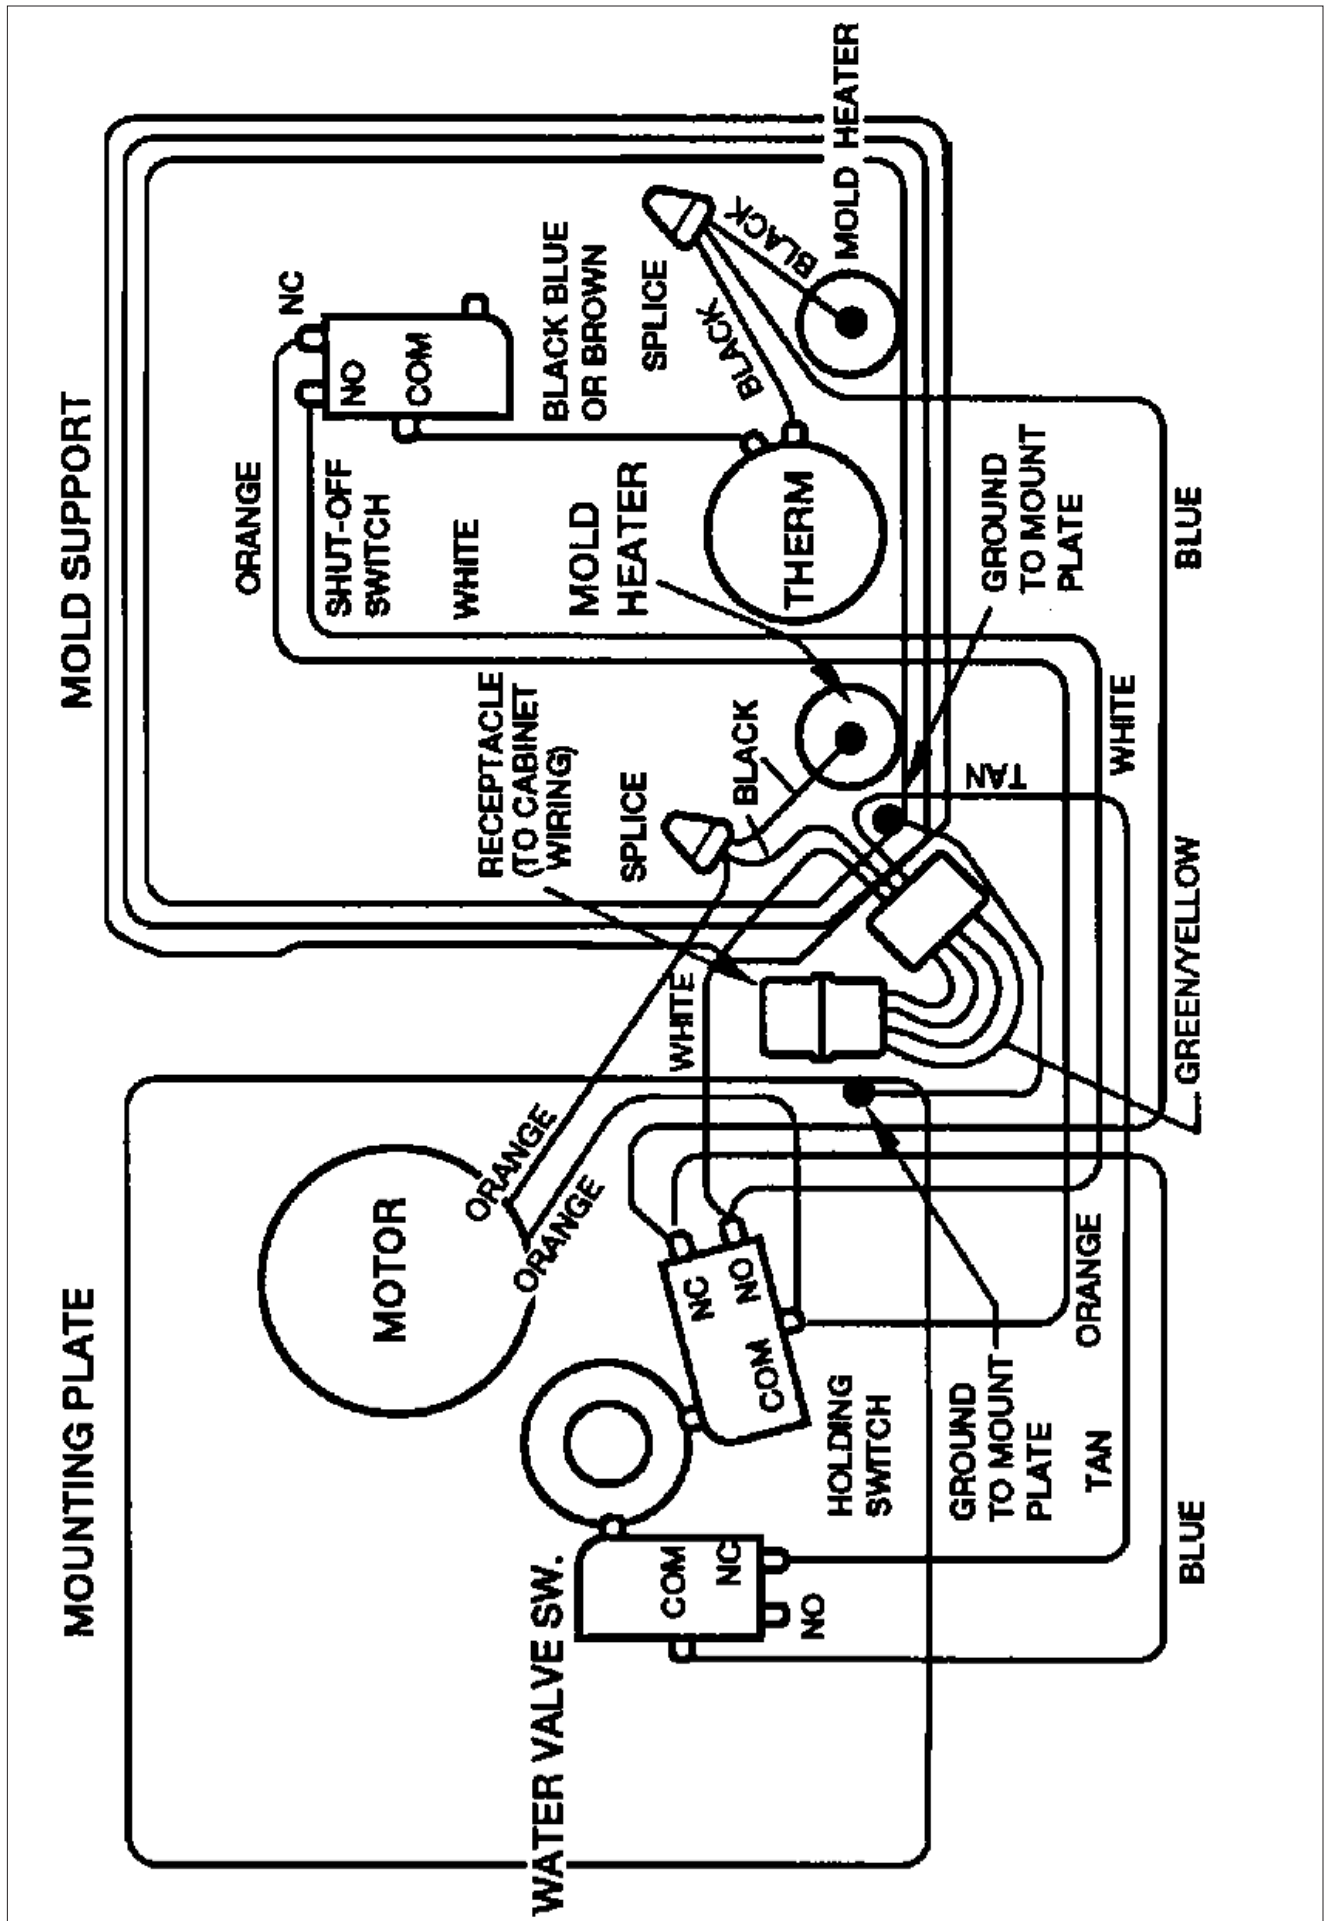 MOUNTING PLATE
MOLD SUPPORT
MOTOR
ORANGE
ORANGE
WATER VALVE SW.
COM
NC
NO
NC
NO
COM
HOLDING
SWITCH
GROUND
TO MOUNT
PLATE
TAN
ORANGE
BLUE
WHITE
GREEN/YELLOW
RECEPTACLE
(TO CABINET
WIRING)
SPLICE
BLACK
TAN
WHITE
ORANGE
SHUT-OFF
SWITCH
WHITE
NC
NO
COM
MOLD
HEATER
THERM
BLACK BLUE
OR BROWN
SPLICE
BLACK
BLACK
MOLD HEATER
GROUND
TO MOUNT
PLATE
BLUE